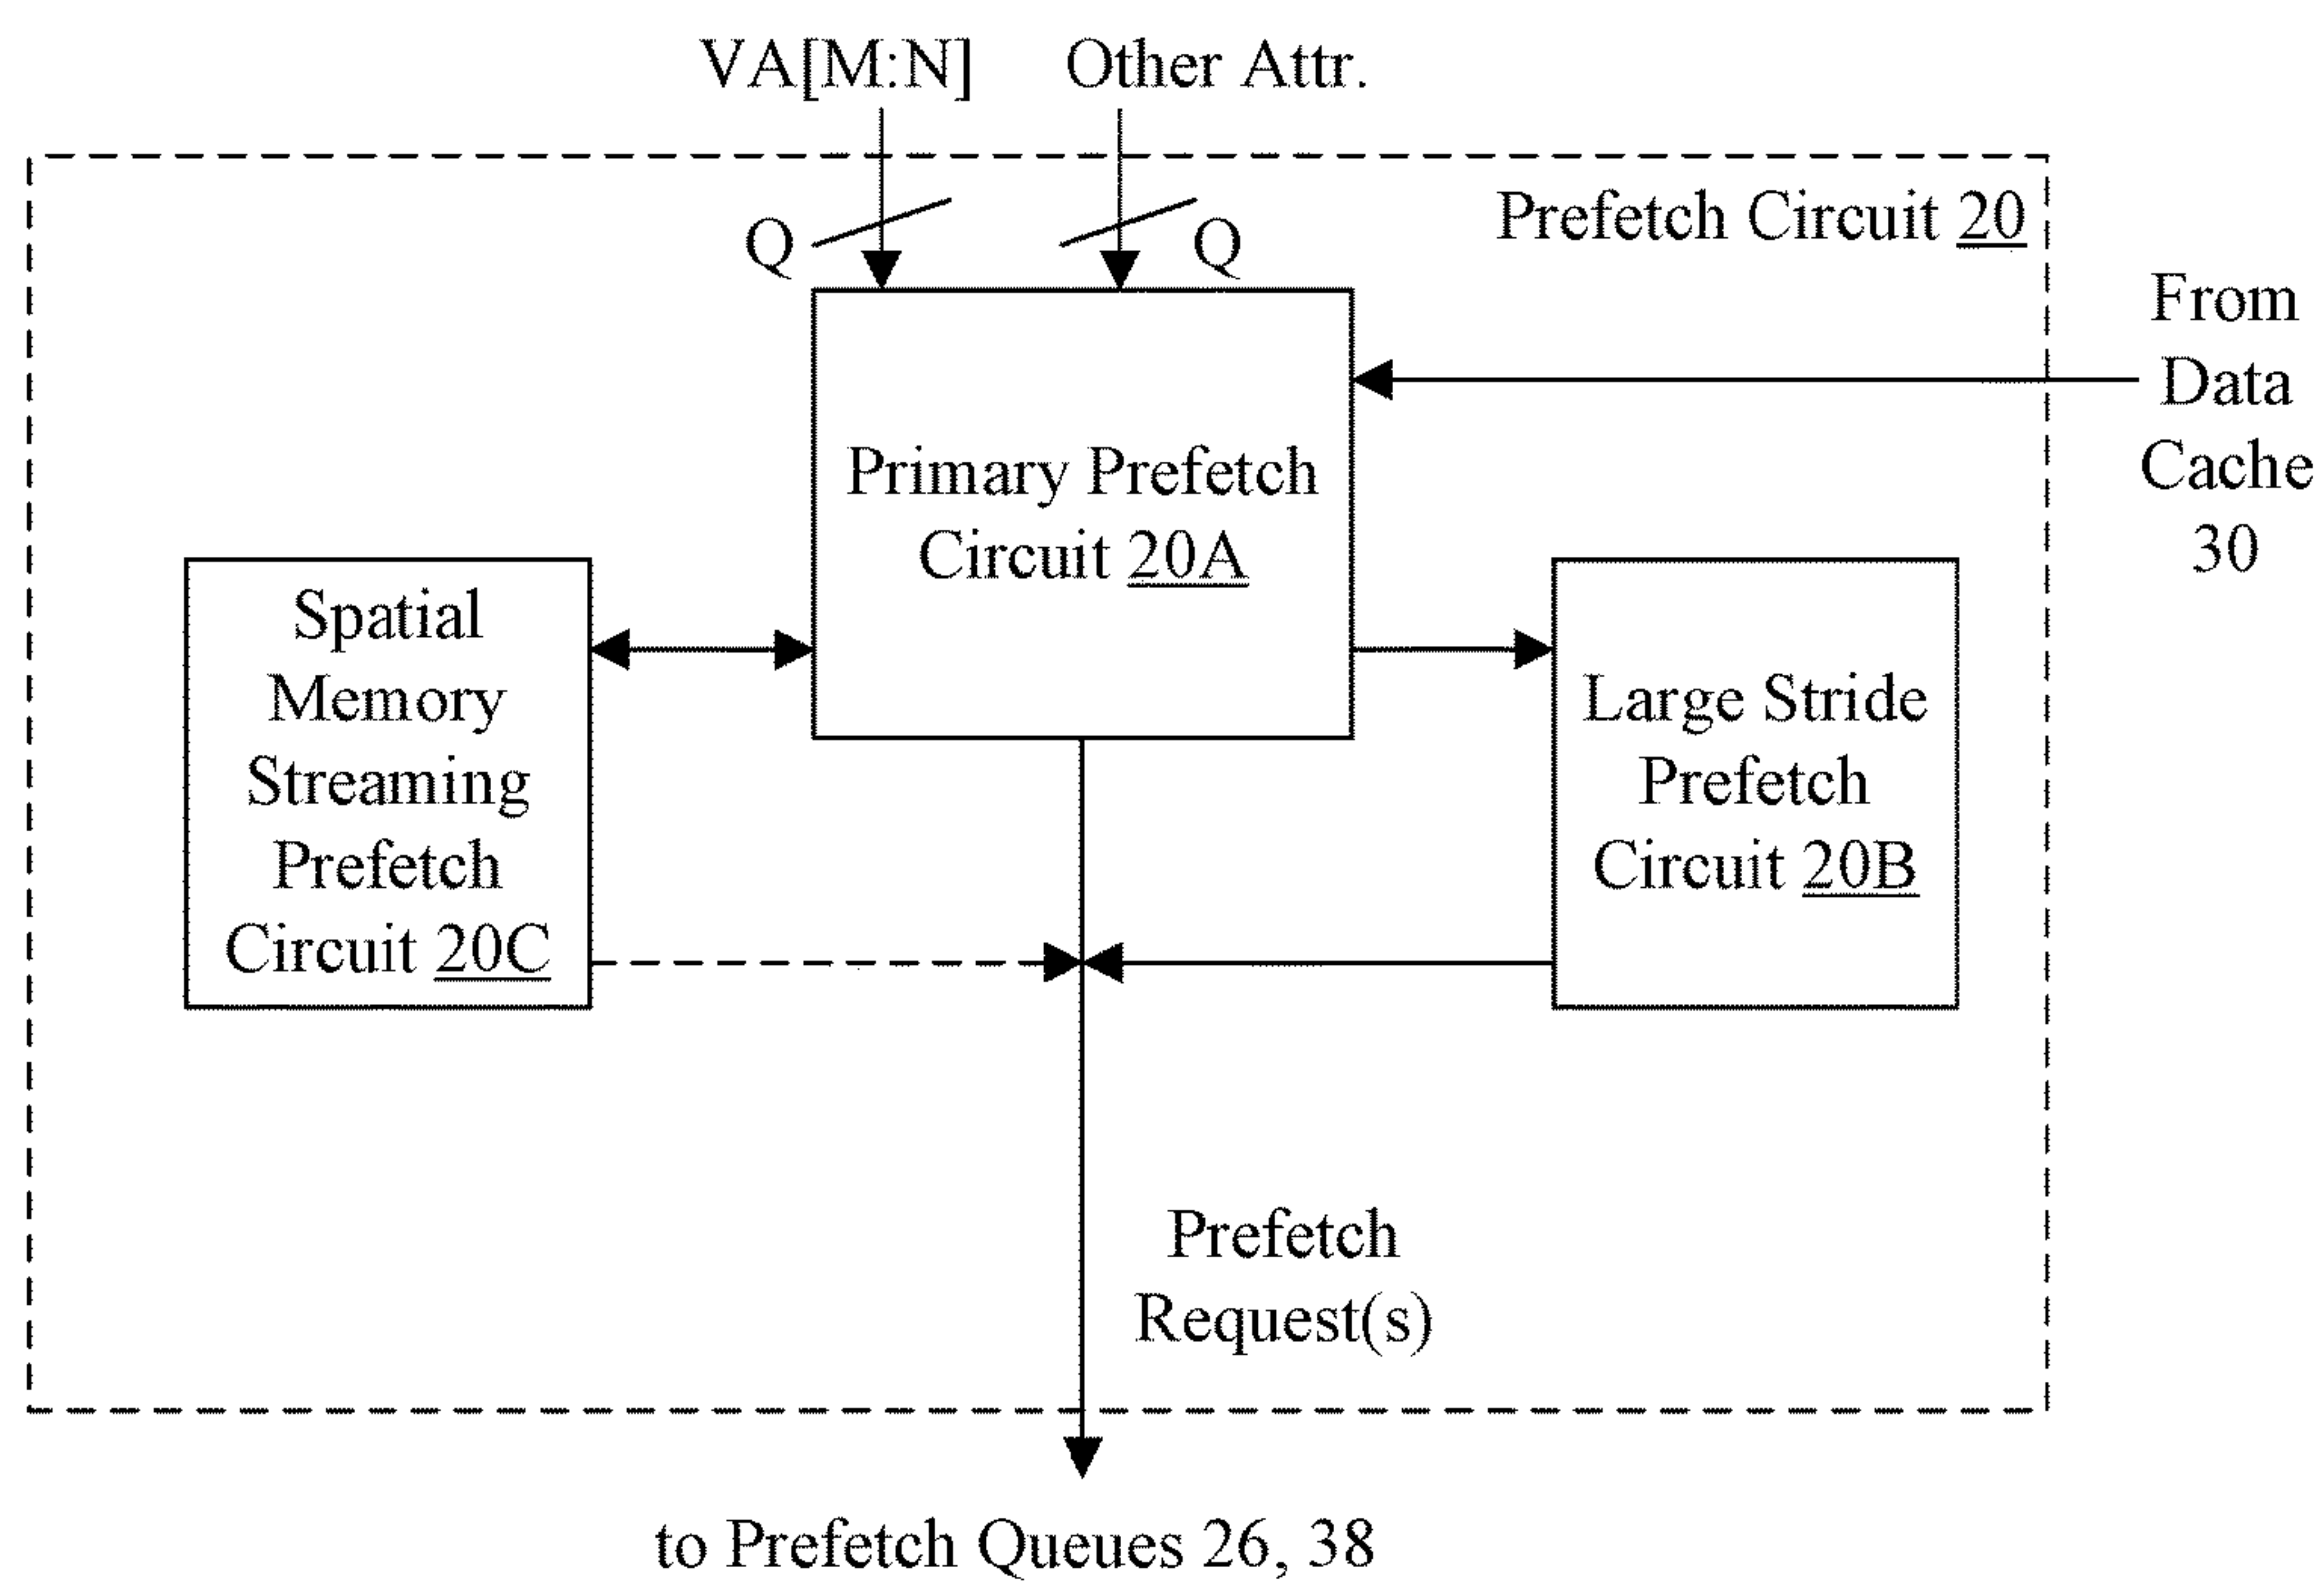 VA[M:N]
Other Attr.
Q
Q
Prefetch Circuit 20
From
Data
Cache
30
Primary Prefetch
Circuit 20A
Spatial
Memory
Streaming
Prefetch
Circuit 20C
Large Stride
Prefetch
Circuit 20B
Prefetch
Request(s)
to Prefetch Queues 26, 38